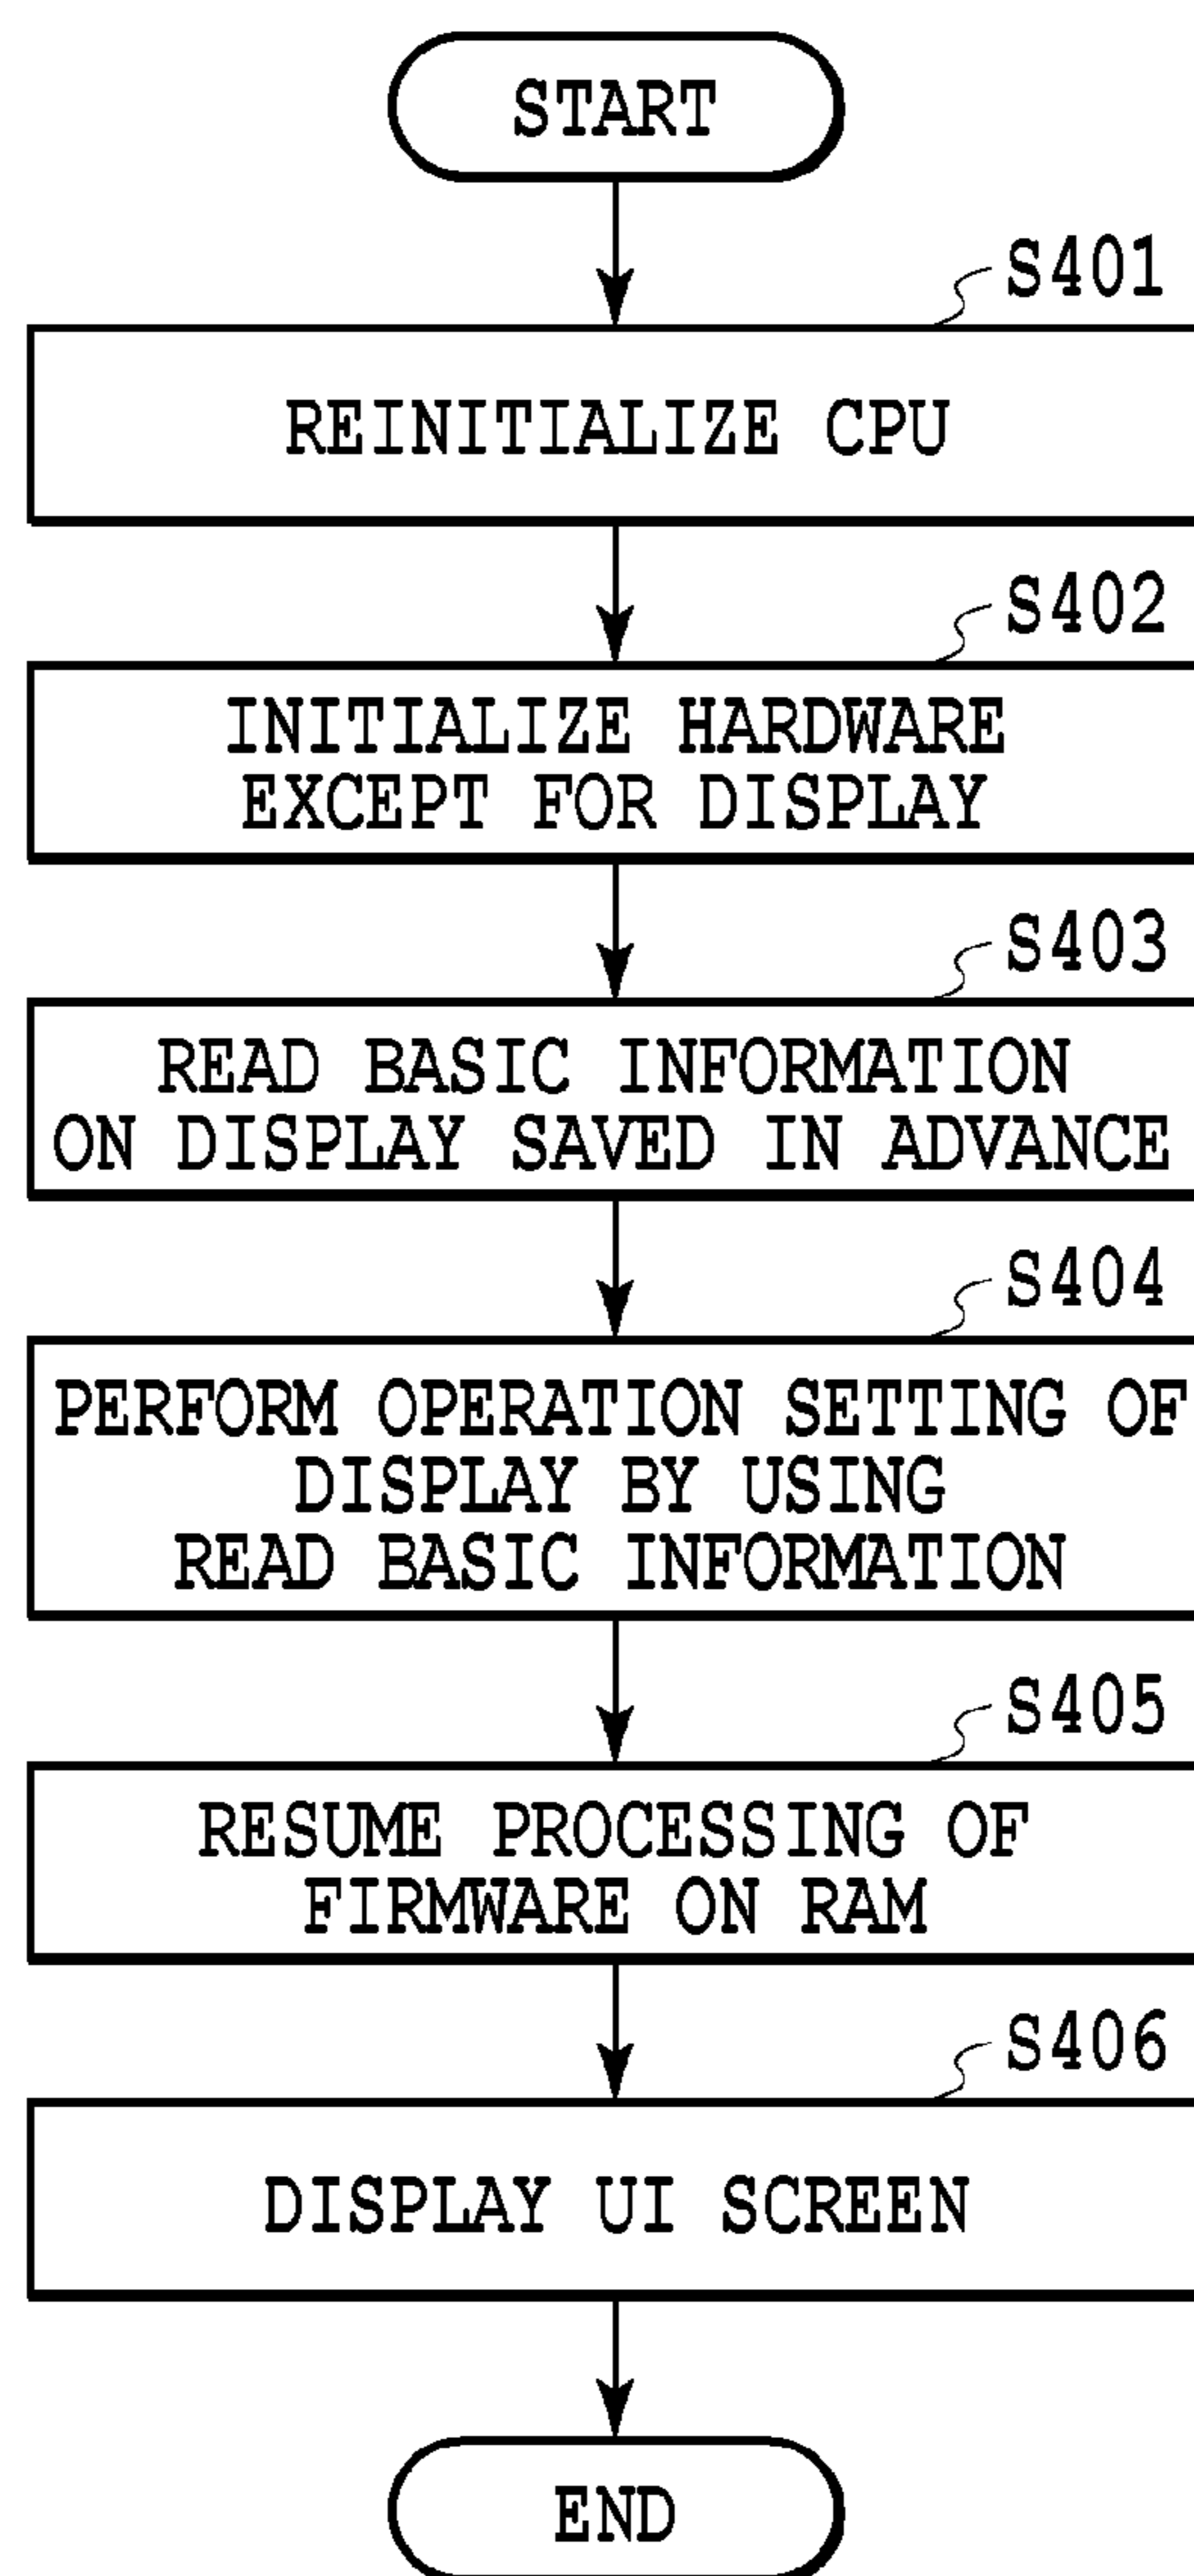 START
S401
REINITIALIZE CPU
S402
INITIALIZE HARDWARE
EXCEPT FOR DISPLAY
S403
READ BASIC INFORMATION
ON DISPLAY SAVED IN ADVANCE
S404
PERFORM OPERATION SETTING OF
DISPLAY BY USING
READ BASIC INFORMATION
S405
RESUME PROCESSING OF
FIRMWARE ON RAM
S406
DISPLAY UI SCREEN
END